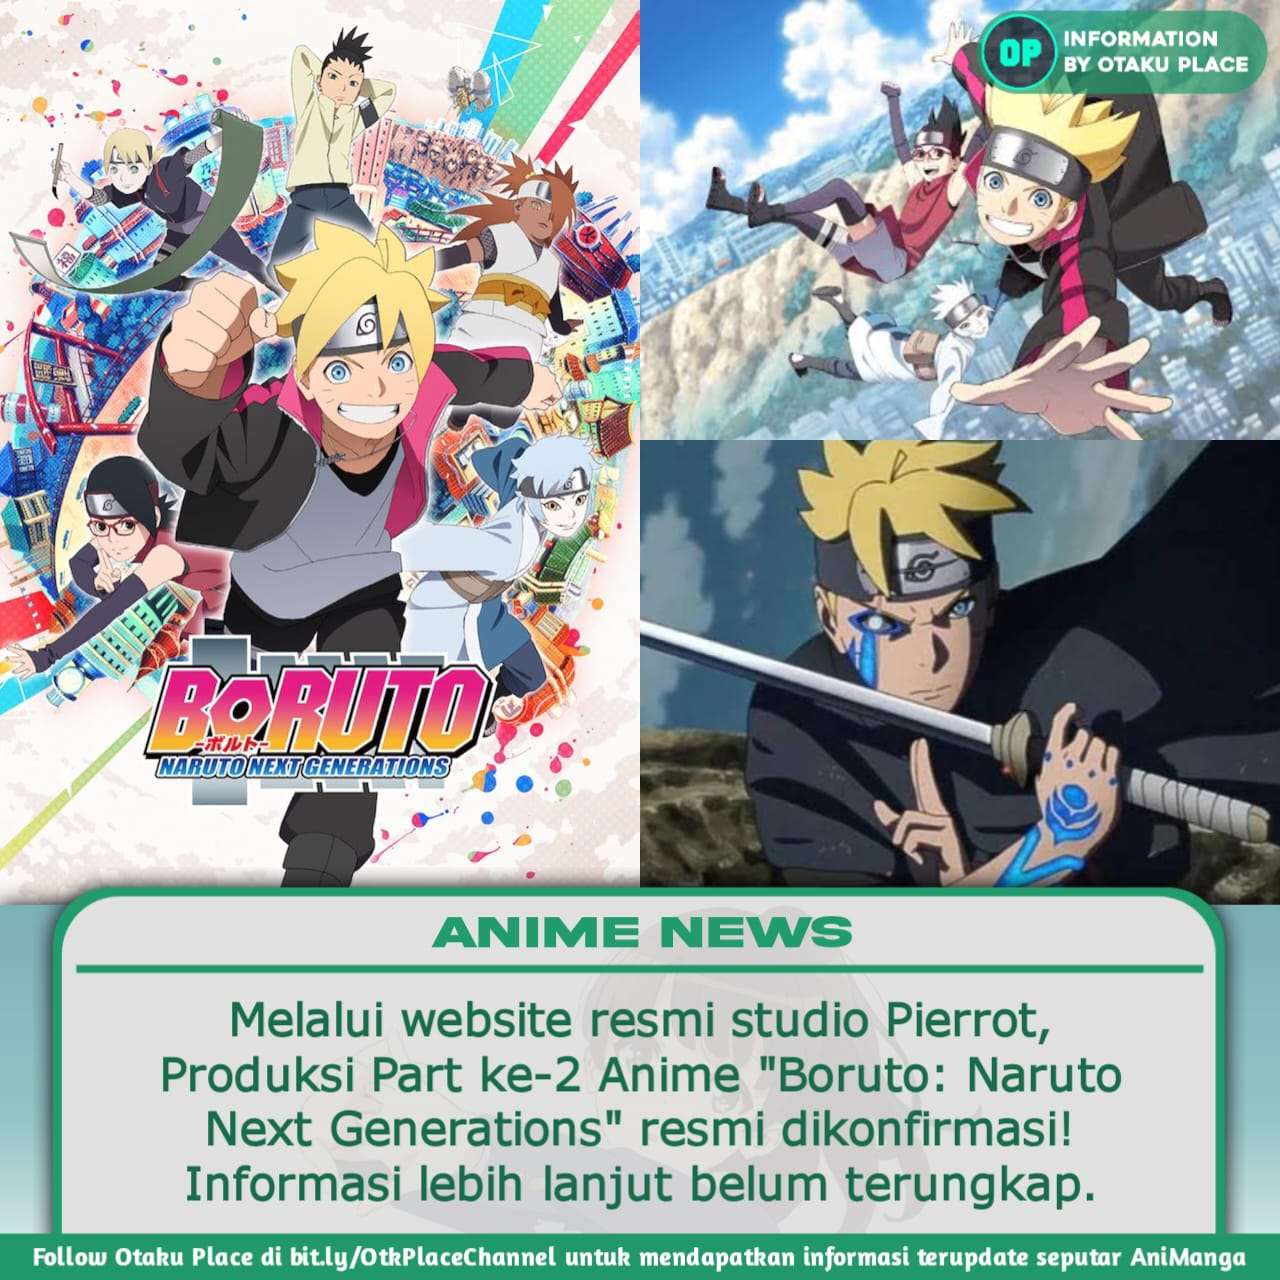 OP
INFORMATION
BY OTAKU PLACE
BORUTO
-ボルト-
NARUTO NEXT GENERATIONS
ANIME NEWS
Melalui website resmi studio Pierrot,
Produksi Part ke-2 Anime "Boruto: Naruto
Next Generations" resmi dikonfirmasi!
Informasi lebih lanjut belum terungkap.
Follow Otaku Place di bit.ly/OtkPlaceChannel untuk mendapatkan informasi terupdate seputar AniManga